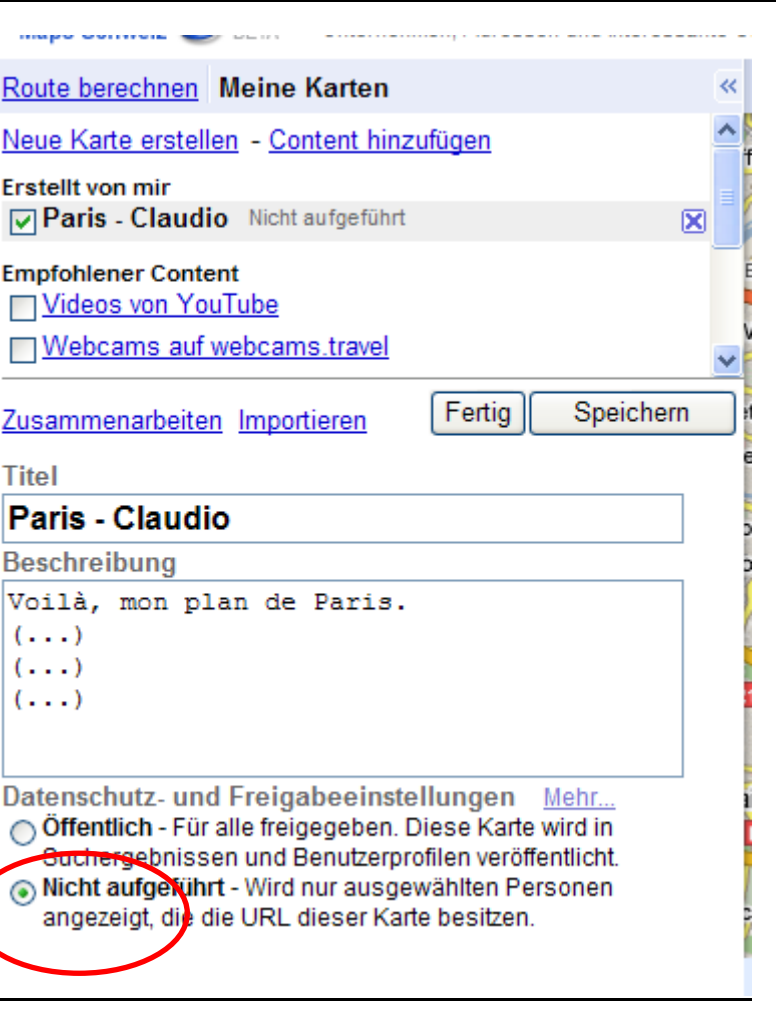 Route berechnen Meine Karten «
Neue Karte erstellen - Content hinzufügen
Erstellt von mir
Paris - Claudio Nicht aufgeführt
Empfohlener Content
Videos von YouTube
Webcams auf webcams.travel
Zusammenarbeiten Importieren Fertig Speichern
Titel
Paris - Claudio
Beschreibung
Voilà, mon plan de Paris.
(...)
(...)
(...)
Datenschutz- und Freigabeeinstellungen Mehr...
Öffentlich - Für alle freigegeben. Diese Karte wird in
Suchergebnissen und Benutzerprofilen veröffentlicht.
Nicht aufgeführt - Wird nur ausgewählten Personen
angezeigt, die die URL dieser Karte besitzen.